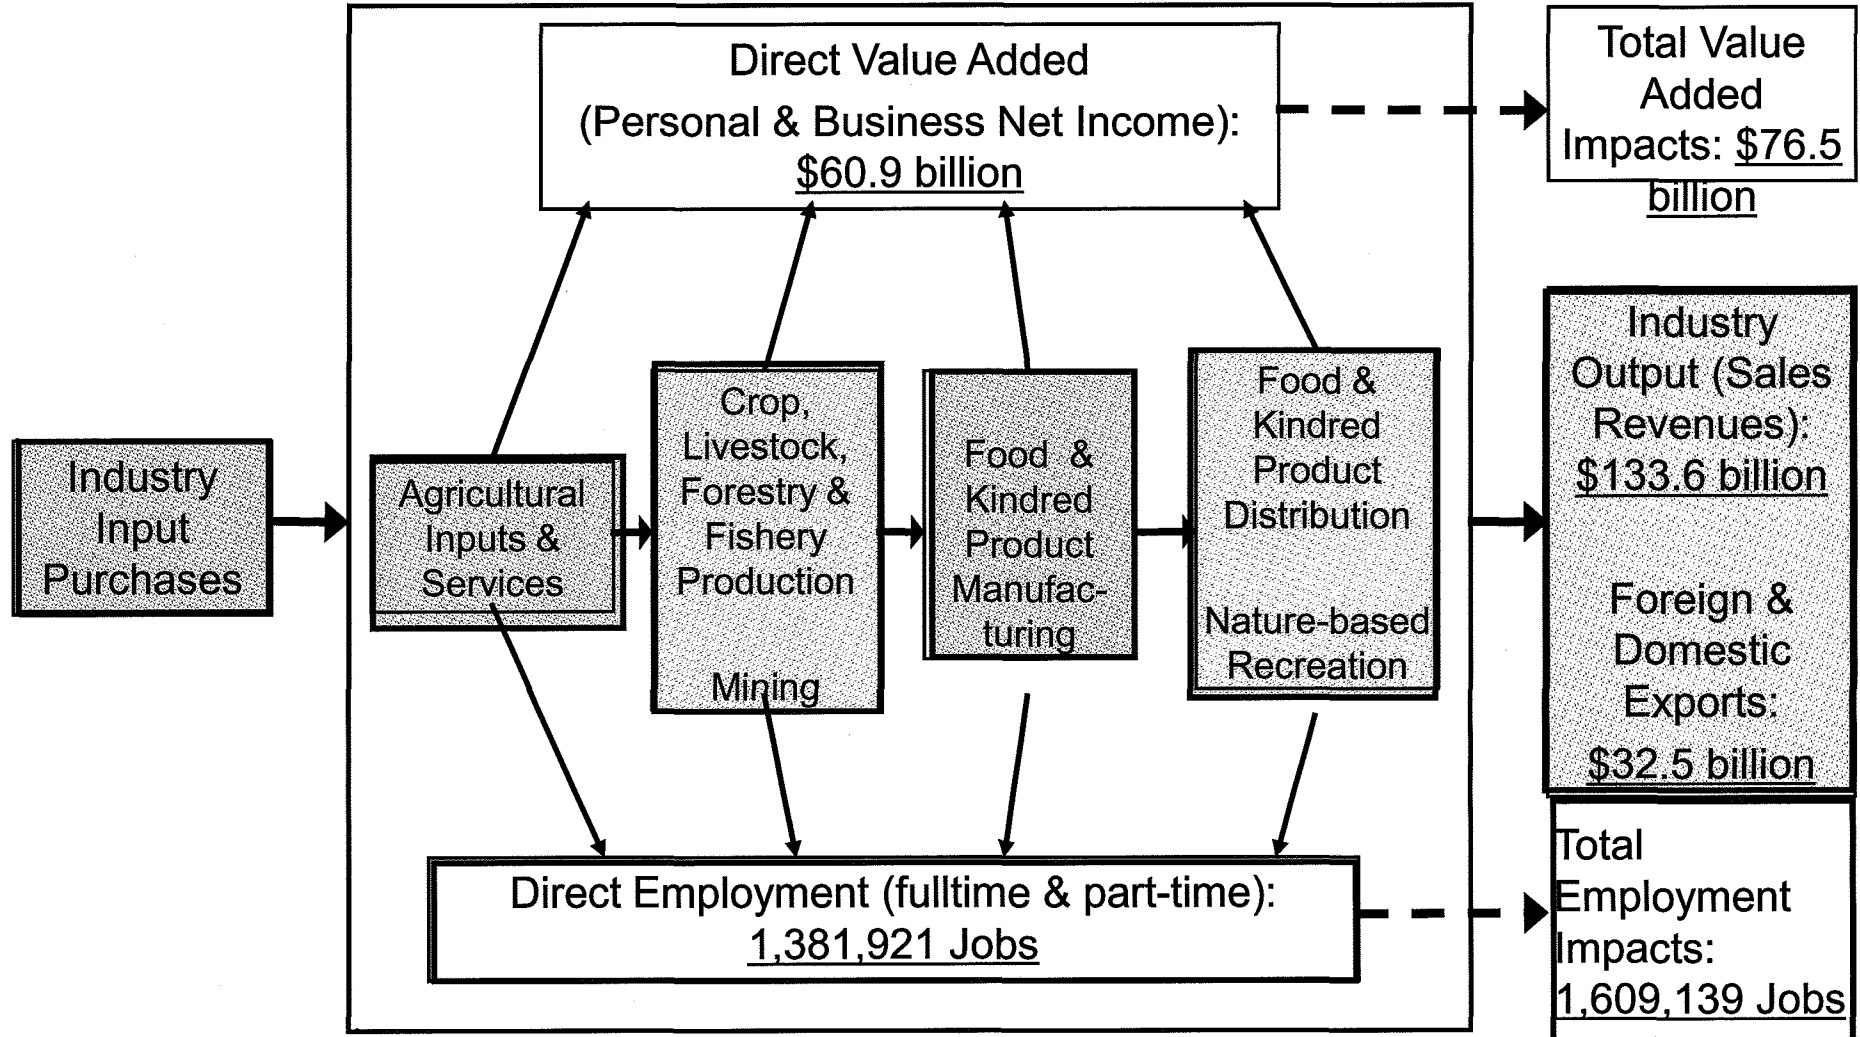 Direct Value Added
(Personal & Business Net Income):
$60.9 billion
Total Value
Added
Impacts: $76.5
billion
Industry
Input
Purchases
Agricultural
Inputs &
Services
Crop,
Livestock,
Forestry &
Fishery
Production
Mining
Food &
Kindred
Product
Manufac-
turing
Food &
Kindred
Product
Distribution
Nature-based
Recreation
Industry
Output (Sales
Revenues):
$133.6 billion
Foreign &
Domestic
Exports:
$32.5 billion
Direct Employment (fulltime & part-time):
1,381,921 Jobs
Total
Employment
Impacts:
1,609,139 Jobs